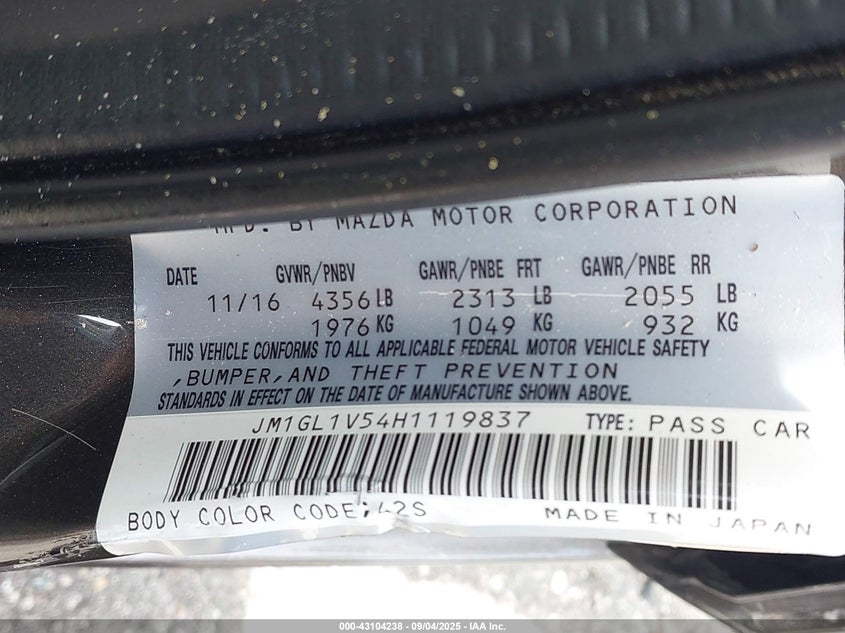 MFD. BY MAZDA MOTOR CORPORATION
DATE GVWR/PNBV GAWR/PNBE FRT GAWR/PNBE RR
11/16 4356 LB 2313 LB 2055 LB
1976 KG 1049 KG 932 KG
THIS VEHICLE CONFORMS TO ALL APPLICABLE FEDERAL MOTOR VEHICLE SAFETY
,BUMPER,AND THEFT PREVENTION
STANDARDS IN EFFECT ON THE DATE OF MANUFACTURE SHOWN ABOVE.
JM1GL1V54H1119837 TYPE: PASS CAR
BODY COLOR CODE;42S MADE IN JAPAN
000-43104238 - 09/04/2025 - IAA Inc.